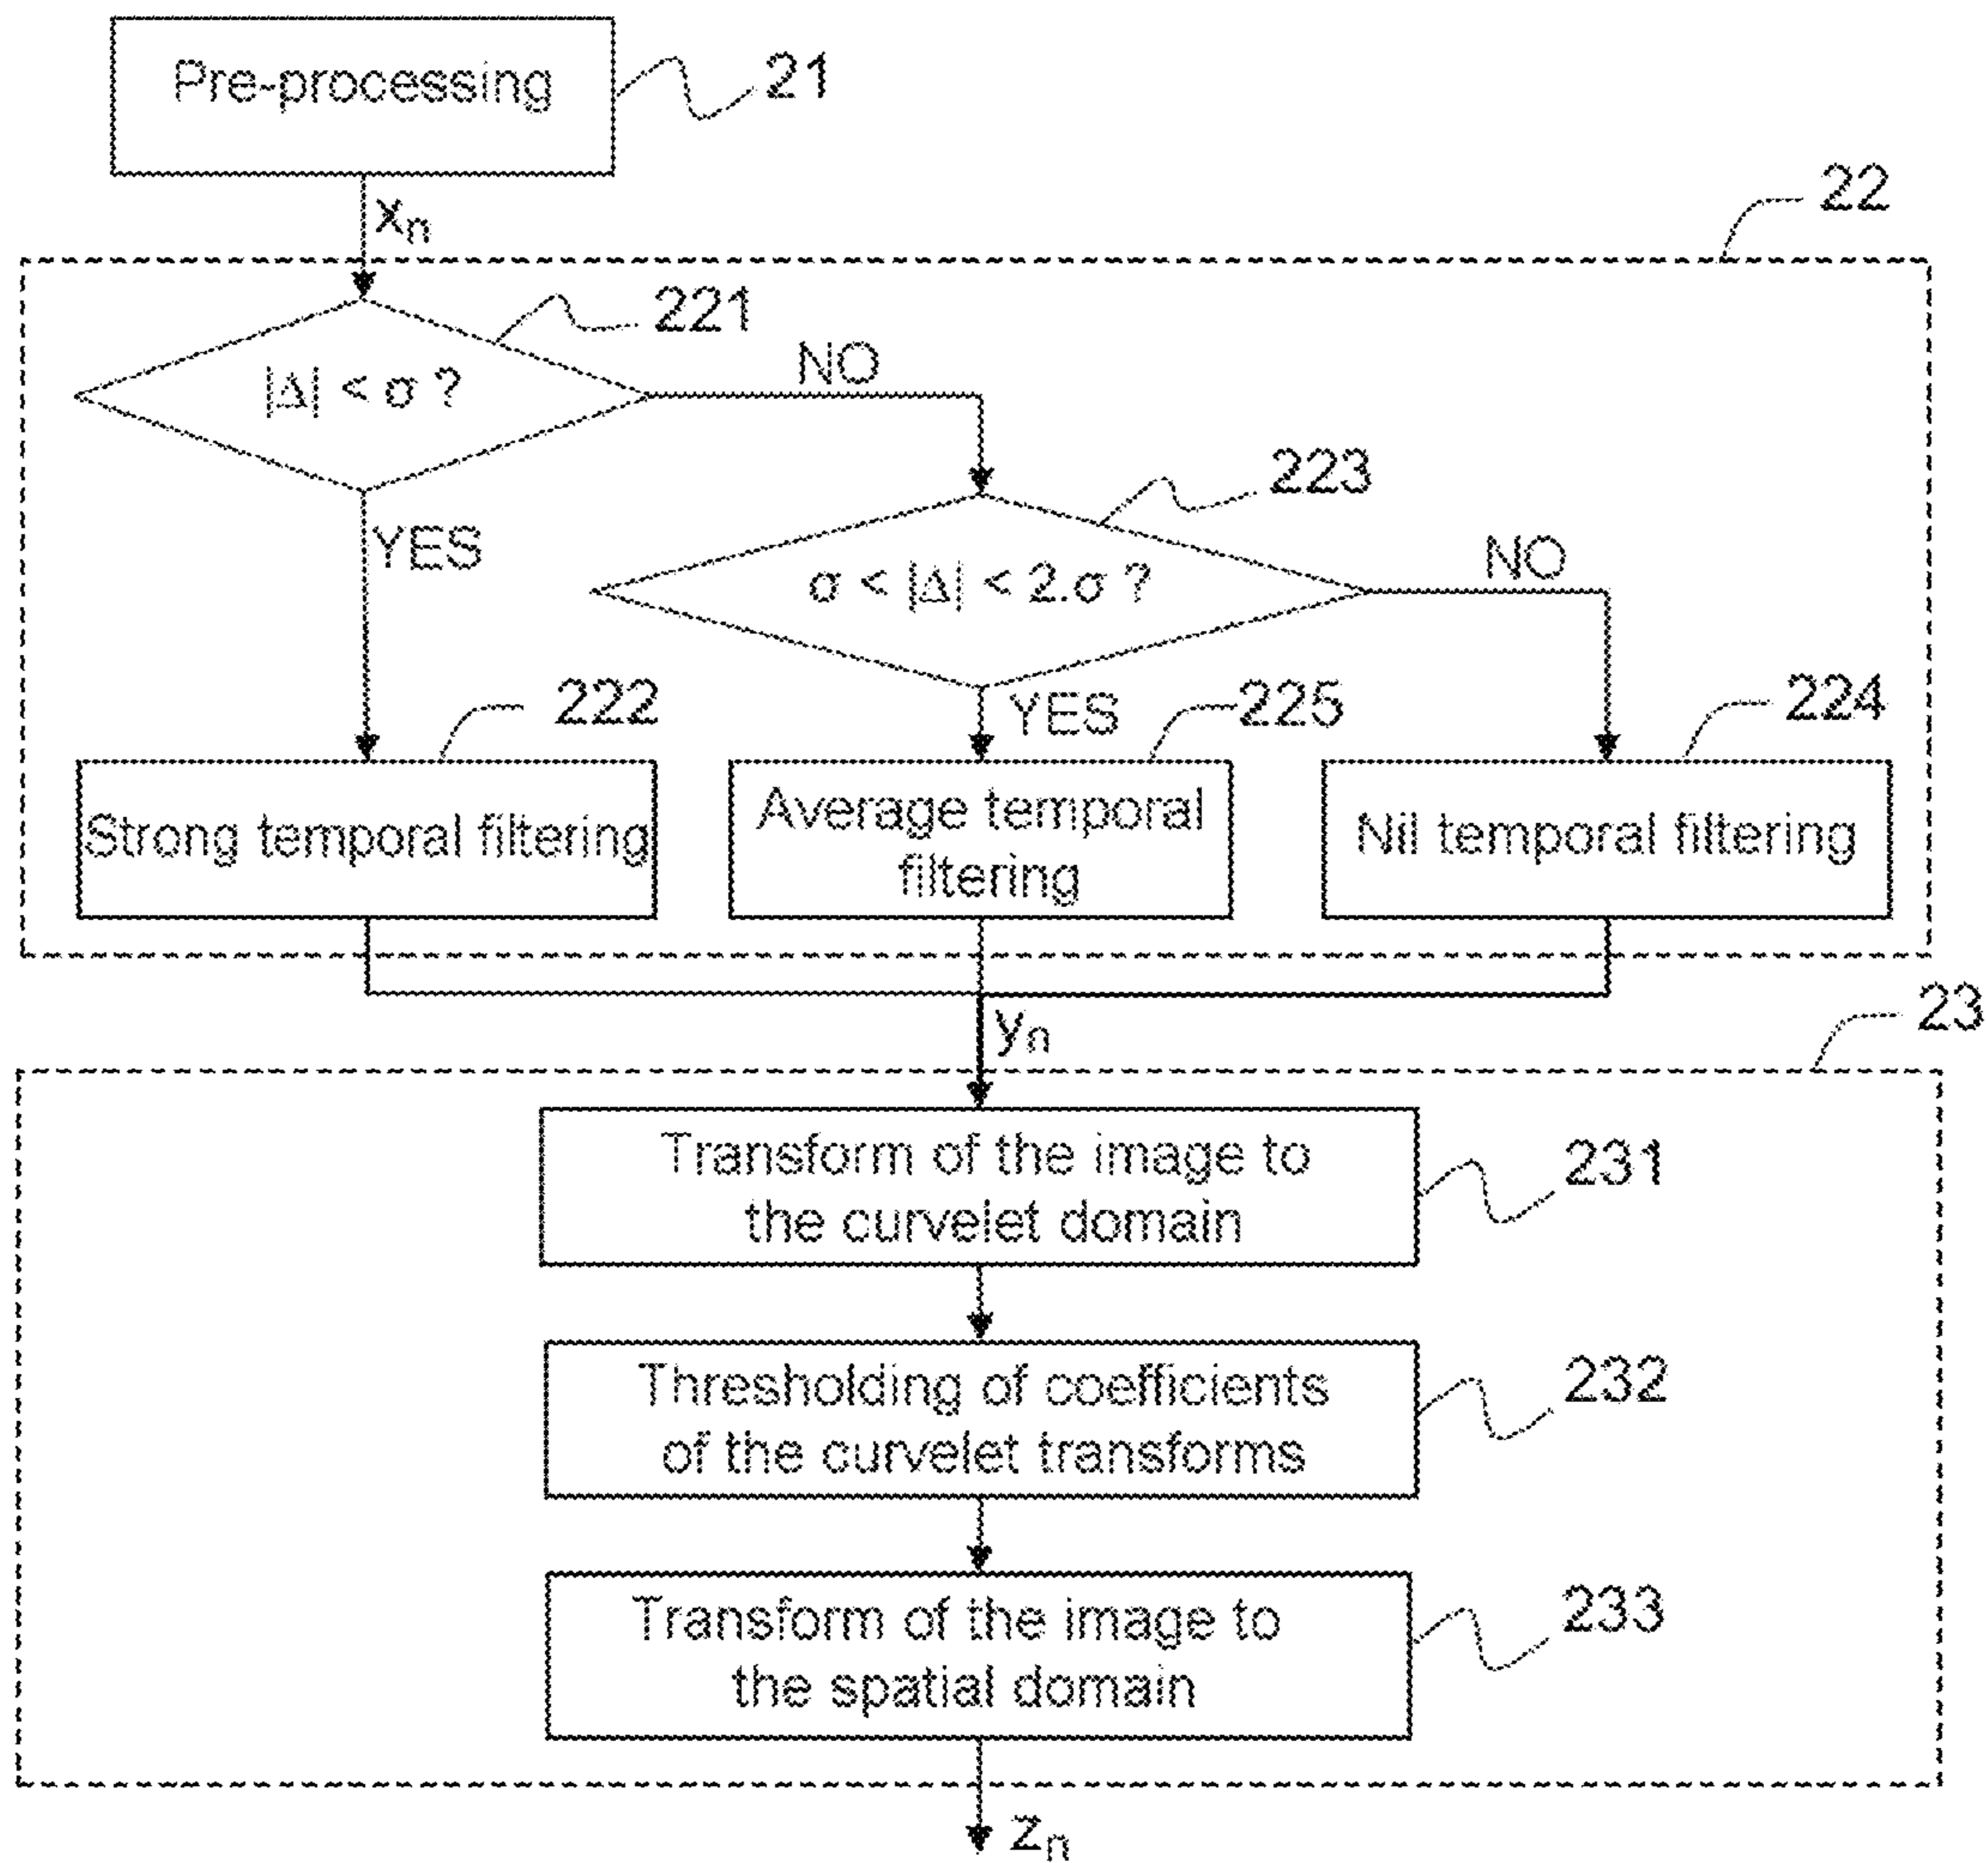 Pre-processing
21
xn
22
221
|Δ| < σ ?
NO
223
YES
σ < |Δ| < 2.σ ?
NO
222
YES
225
224
Strong temporal filtering
Average temporal
filtering
Nil temporal filtering
yn
23
Transform of the image to
the curvelet domain
231
Thresholding of coefficients
of the curvelet transforms
232
Transform of the image to
the spatial domain
233
zn